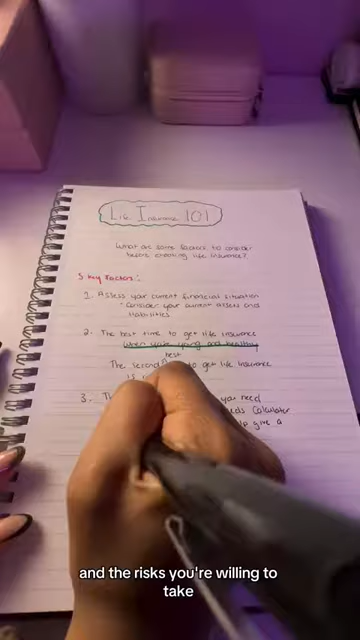 Life Insurance 101
What are some factors to consider
before choosing life insurance?
5 key factors:
1. Assess your current financial situation
- Consider your current assets and
liabilities
2. The best time to get life insurance
when you're young and healthy
best
The second to get life insurance
is
3. you need
needs calculator
help give a
and the risks you're willing to
take